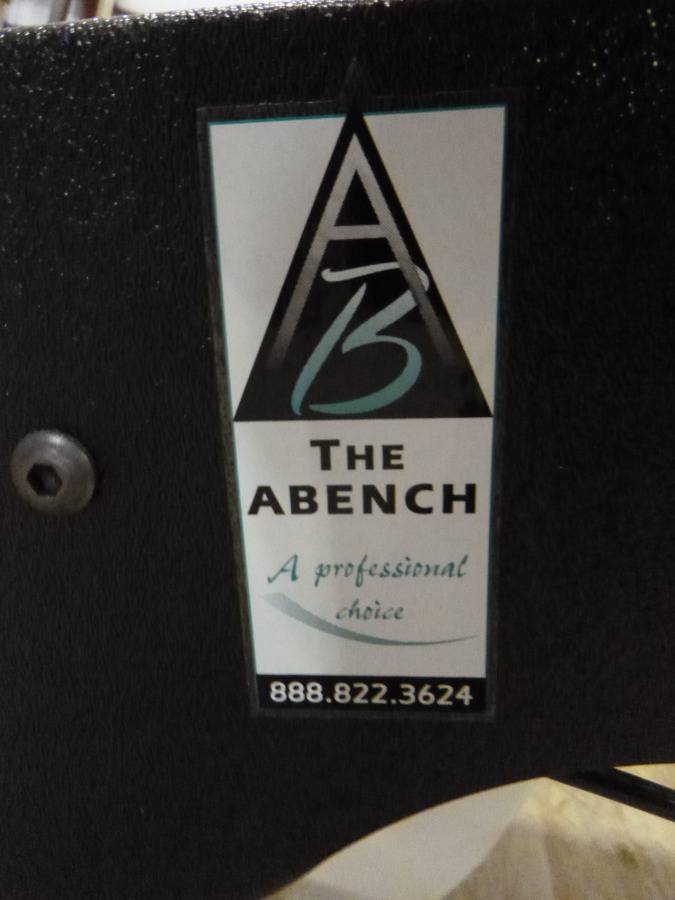 AB
THE
ABENCH
A professional
choice
888.822.3624